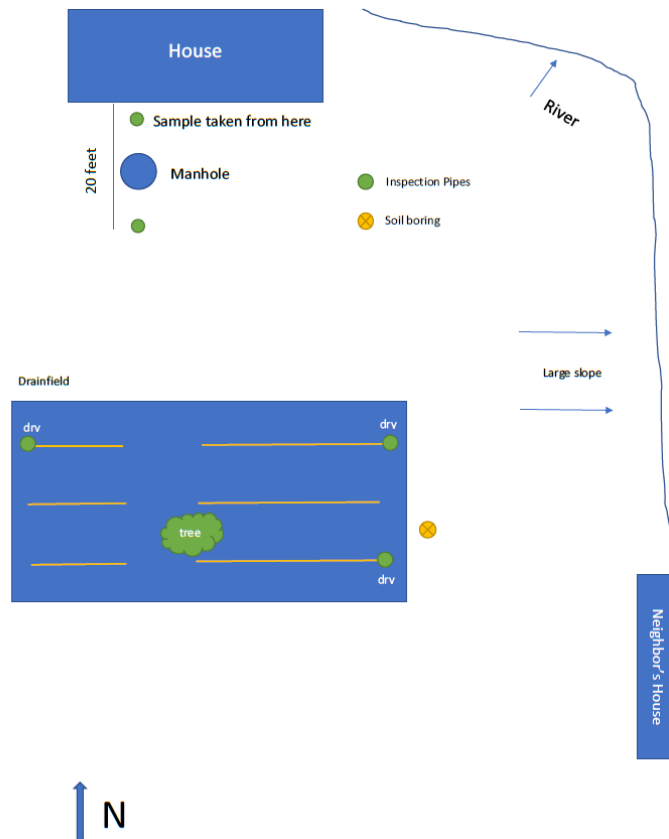 House
Sample taken from here
20 feet
Manhole
River
Inspection Pipes
Soil boring
Large slope
Drainfield
drv
drv
tree
drv
Neighbor's House
N